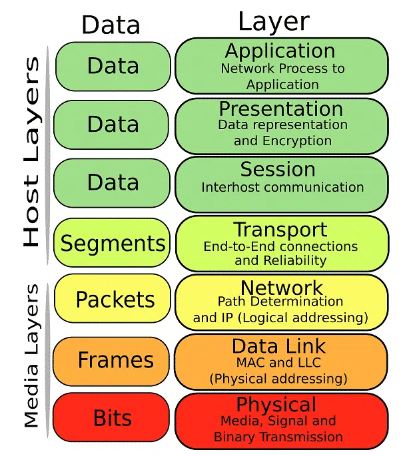 Data Layer
Host Layers
Data
Application
Network Process to
Application
Data
Presentation
Data representation
and Encryption
Data
Session
Interhost communication
Segments
Transport
End-to-End connections
and Reliability
Media Layers
Packets
Network
Path Determination
and IP (Logical addressing)
Frames
Data Link
MAC and LLC
(Physical addressing)
Bits
Physical
Media, Signal and
Binary Transmission